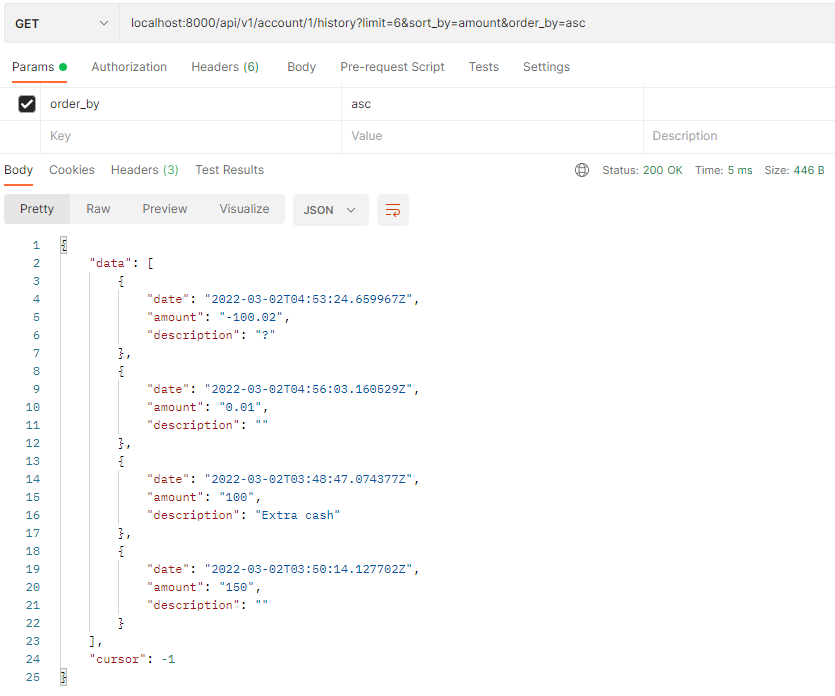 GET localhost:8000/api/v1/account/1/history?limit=6&sort_by=amount&order_by=asc
Params Authorization Headers (6) Body Pre-request Script Tests Settings
order_by asc
Key Value Description
Body Cookies Headers (3) Test Results Status: 200 OK Time: 5 ms Size: 446 B
Pretty Raw Preview Visualize JSON
1 {
2 "data": [
3 {
4 "date": "2022-03-02T04:53:24.659967Z",
5 "amount": "-100.02",
6 "description": "?"
7 },
8 {
9 "date": "2022-03-02T04:56:03.160529Z",
10 "amount": "0.01",
11 "description": ""
12 },
13 {
14 "date": "2022-03-02T03:48:47.074377Z",
15 "amount": "100",
16 "description": "Extra cash"
17 },
18 {
19 "date": "2022-03-02T03:50:14.127702Z",
20 "amount": "150",
21 "description": ""
22 }
23 ],
24 "cursor": -1
25 }